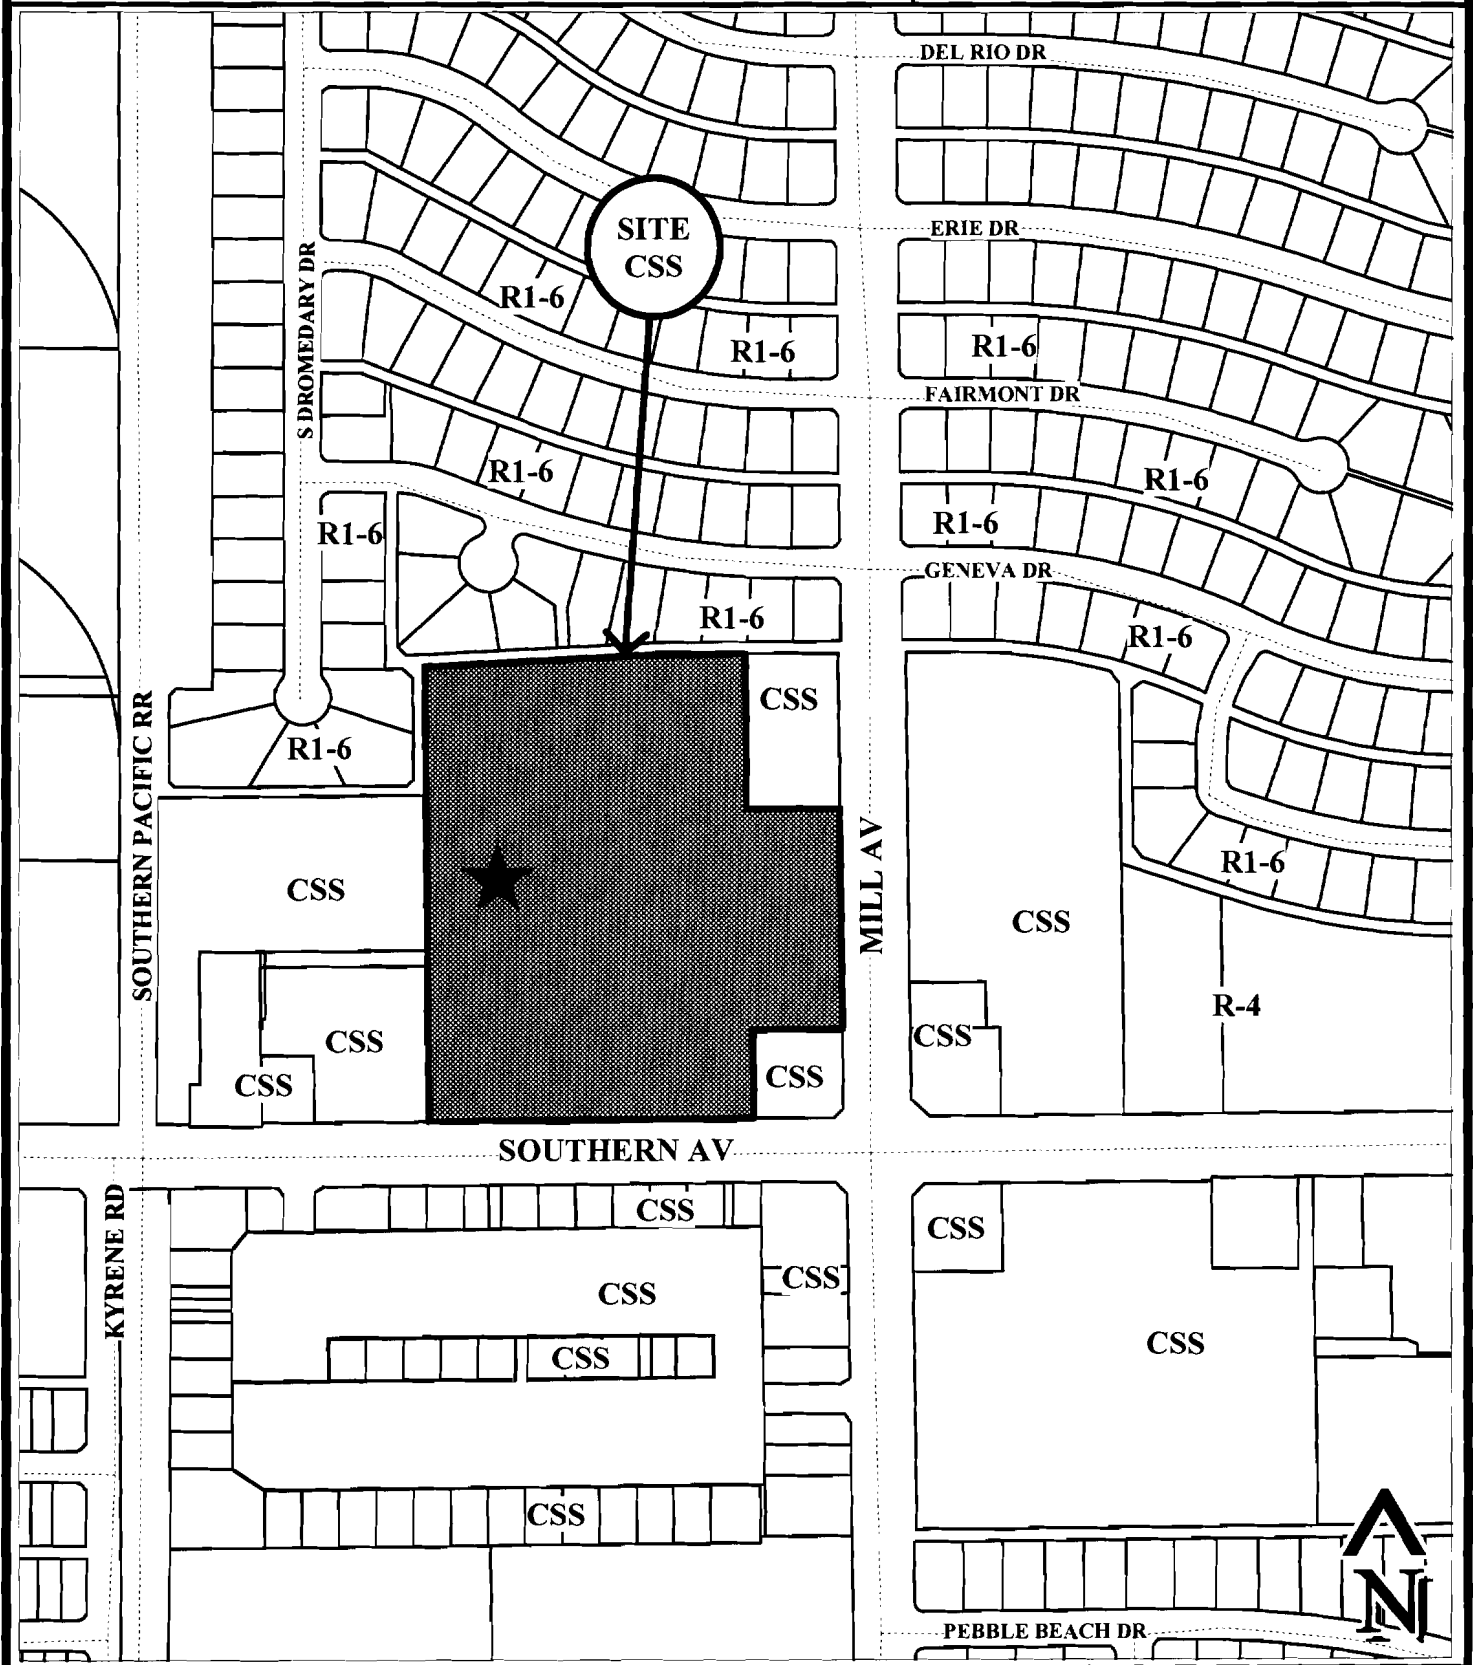 DEL RIO DR
SITE
CSS
ERIE DR
S DROMEDARY DR
R1-6
R1-6
R1-6
FAIRMONT DR
R1-6
R1-6
R1-6
R1-6
GENEVA DR
R1-6
R1-6
CSS
R1-6
SOUTHERN PACIFIC RR
MILL AV
R1-6
CSS
CSS
R-4
CSS
CSS
CSS
CSS
SOUTHERN AV
KYRENE RD
CSS
CSS
CSS
CSS
CSS
CSS
CSS
N
PEBBLE BEACH DR